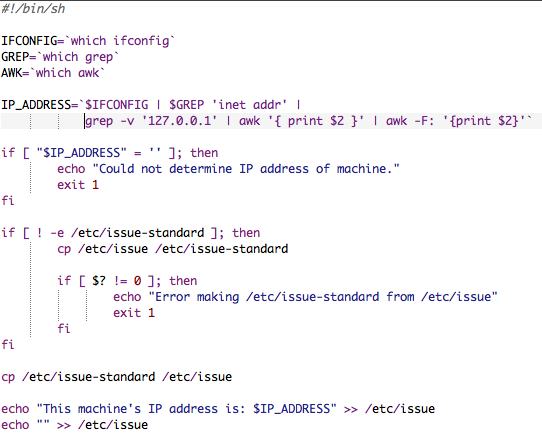 #!/bin/sh
IFCONFIG=`which ifconfig`
GREP=`which grep`
AWK=`which awk`
IP_ADDRESS=`$IFCONFIG | $GREP 'inet addr' |
grep -v '127.0.0.1' | awk '{ print $2 }' | awk -F: '{print $2}'`
if [ "$IP_ADDRESS" = '' ]; then
echo "Could not determine IP address of machine."
exit 1
fi
if [ ! -e /etc/issue-standard ]; then
cp /etc/issue /etc/issue-standard
if [ $? != 0 ]; then
echo "Error making /etc/issue-standard from /etc/issue"
exit 1
fi
fi
cp /etc/issue-standard /etc/issue
echo "This machine's IP address is: $IP_ADDRESS" >> /etc/issue
echo "" >> /etc/issue